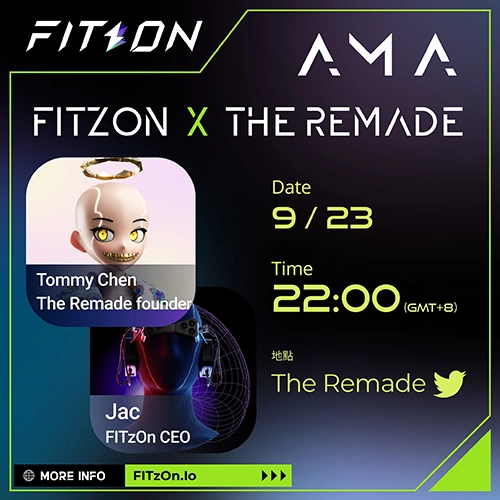 FITZON
AMA
FITZON X THE REMADE
Tommy Chen
The Remade founder
Date
9 / 23
Time
22:00 (GMT+8)
地點
The Remade
Jac
FITzOn CEO
MORE INFO
FITzOn.Io